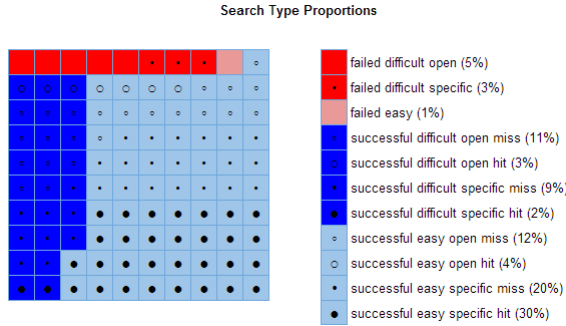 Search Type Proportions
failed difficult open (5%)
failed difficult specific (3%)
failed easy (1%)
successful difficult open miss (11%)
successful difficult open hit (3%)
successful difficult specific miss (9%)
successful difficult specific hit (2%)
successful easy open miss (12%)
successful easy open hit (4%)
successful easy specific miss (20%)
successful easy specific hit (30%)